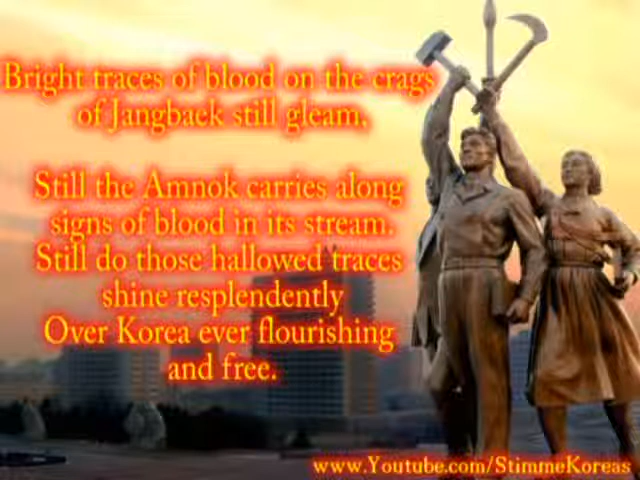 Bright traces of blood on the crags
of Jangbaek still gleam.
Still the Amnok carries along
signs of blood in its stream.
Still do those hallowed traces
shine resplendently
Over Korea ever flourishing
and free.
www.Youtube.com/StimmeKoreas